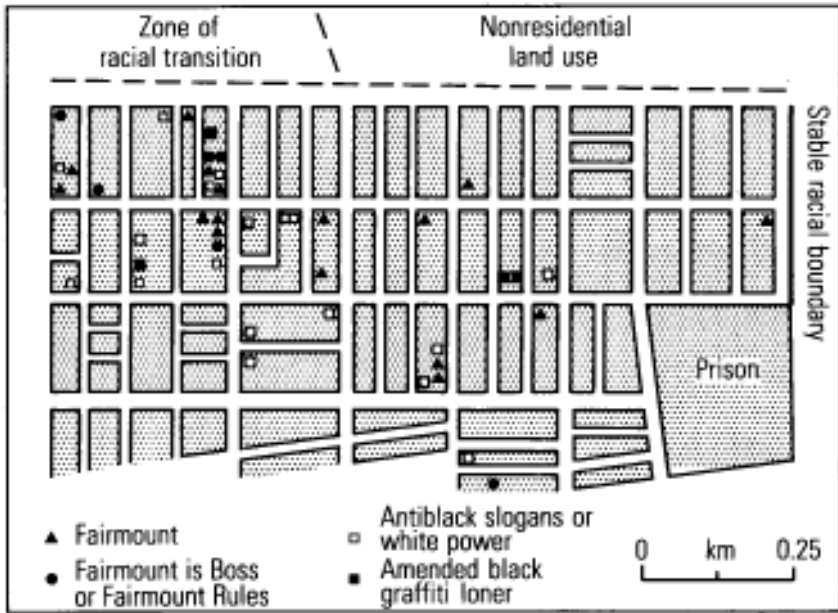 Zone of
racial transition
Nonresidential
land use
Stable racial boundary
Prison
Fairmount
Fairmount is Boss
or Fairmount Rules
Antiblack slogans or
white power
Amended black
graffiti loner
0 km 0.25